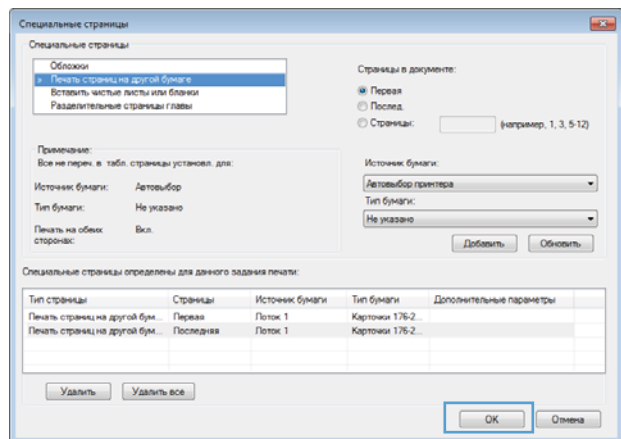 Специальные страницы
Специальные страницы
Обложки
Печать страниц на другой бумаге
Вставить чистые листы или бланки
Разделительные страницы главы
Страницы в документе:
Первая
Послед.
Страницы:
(например, 1, 3, 5-12)
Примечание:
Все не переч. в табл. страницы установл. для:
Источник бумаги: Автовыбор
Тип бумаги: Не указано
Печать на обеих сторонах: Вкл.
Источник бумаги:
Автовыбор принтера
Тип бумаги:
Не указано
Добавить Обновить
Специальные страницы определены для данного задания печати:
Тип страницы Страницы Источник бумаги Тип бумаги Дополнительные параметры
Печать страниц на другой бум... Первая Лоток 1 Карточки 176-2...
Печать страниц на другой бум... Последняя Лоток 1 Карточки 176-2...
Удалить Удалить все
OK Отмена